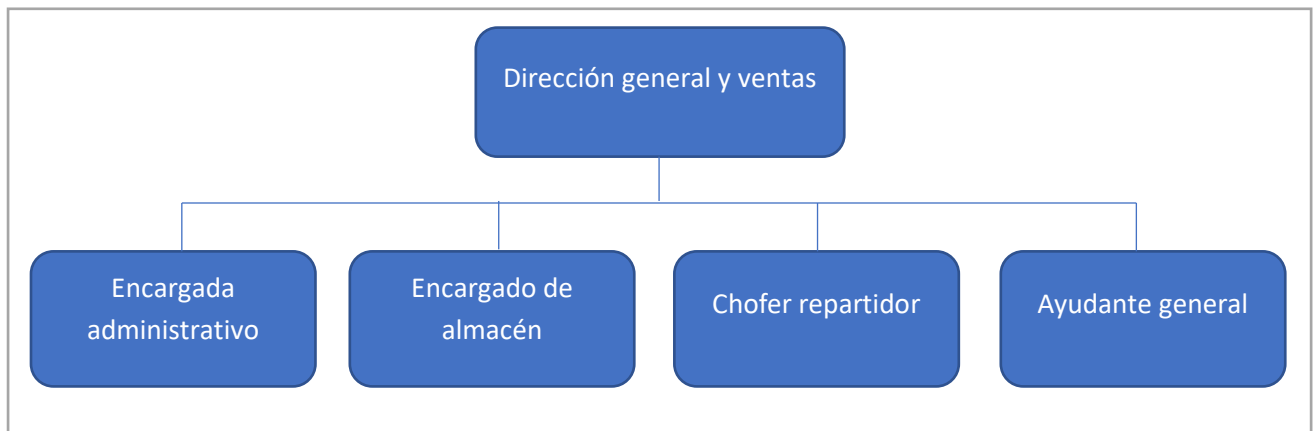 Dirección general y ventas
Encargada
administrativo
Encargado de
almacén
Chofer repartidor
Ayudante general